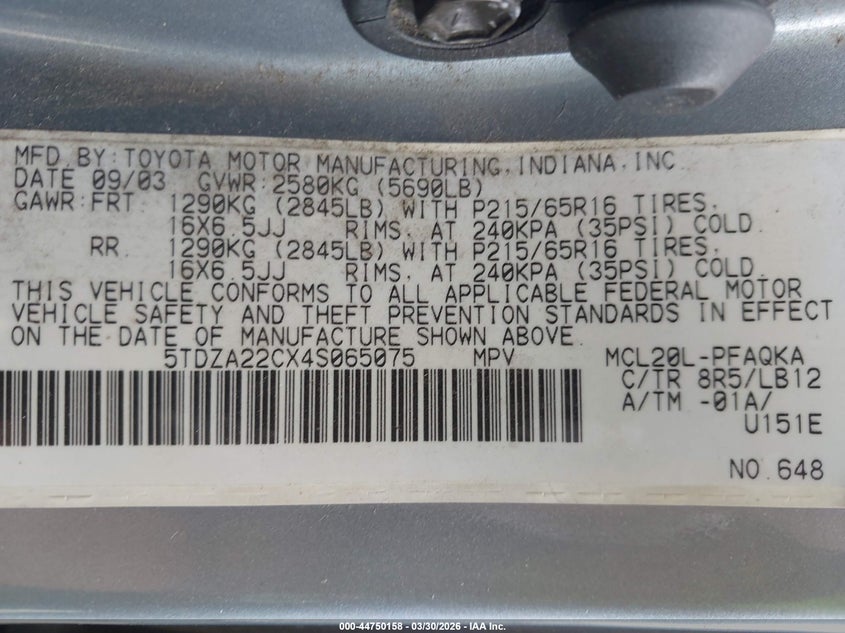 MFD. BY: TOYOTA MOTOR MANUFACTURING, INDIANA, INC.
DATE 09/03 GVWR: 2580KG (5690LB)
GAWR: FRT. 1290KG (2845LB) WITH P215/65R16 TIRES,
16X6.5JJ RIMS, AT 240KPA (35PSI) COLD.
RR. 1290KG (2845LB) WITH P215/65R16 TIRES,
16X6.5JJ RIMS, AT 240KPA (35PSI) COLD.
THIS VEHICLE CONFORMS TO ALL APPLICABLE FEDERAL MOTOR
VEHICLE SAFETY AND THEFT PREVENTION STANDARDS IN EFFECT
ON THE DATE OF MANUFACTURE SHOWN ABOVE.
5TDZA22CX4S065075 MPV MCL20L-PFAQKA
C/TR 8R5/LB12
A/TM -01A/
U151E
NO. 648
000-44750158 - 03/30/2026 - IAA Inc.